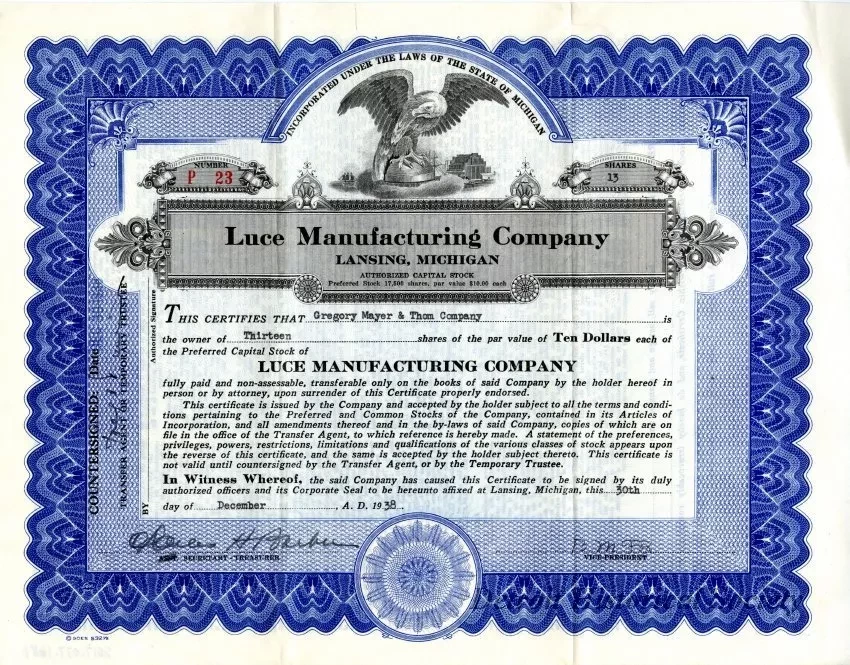 INCORPORATED UNDER THE LAWS OF THE STATE OF MICHIGAN
NUMBER
P 23
SHARES
13
Luce Manufacturing Company
LANSING, MICHIGAN
AUTHORIZED CAPITAL STOCK
Preferred Stock 17,500 shares, par value $10.00 each
THIS CERTIFIES THAT Gregory Mayer & Thom Company is
the owner of Thirteen shares of the par value of Ten Dollars each of
the Preferred Capital Stock of
LUCE MANUFACTURING COMPANY
fully paid and non-assessable, transferable only on the books of said Company by the holder hereof in
person or by attorney, upon surrender of this Certificate properly endorsed.
This certificate is issued by the Company and accepted by the holder subject to all the terms and condi-
tions pertaining to the Preferred and Common Stocks of the Company, contained in its Articles of
Incorporation, and all amendments thereof and in the by-laws of said Company, copies of which are on
file in the office of the Transfer Agent, to which reference is hereby made. A statement of the preferences,
privileges, powers, restrictions, limitations and qualifications of the various classes of stock appears upon
the reverse of this certificate, and the same is accepted by the holder subject thereto. This certificate is
not valid until countersigned by the Transfer Agent, or by the Temporary Trustee.
In Witness Whereof, the said Company has caused this Certificate to be signed by its duly
authorized officers and its Corporate Seal to be hereunto affixed at Lansing, Michigan, this 30th
day of December, A. D. 1938.
SECRETARY-TREASURER
VICE-PRESIDENT
COUNTERSIGNED: Date
TRANSFER AGENT OR TEMPORARY TRUSTEE
BY
Authorized Signature
© GOES 5327B
Detroit Historical Society